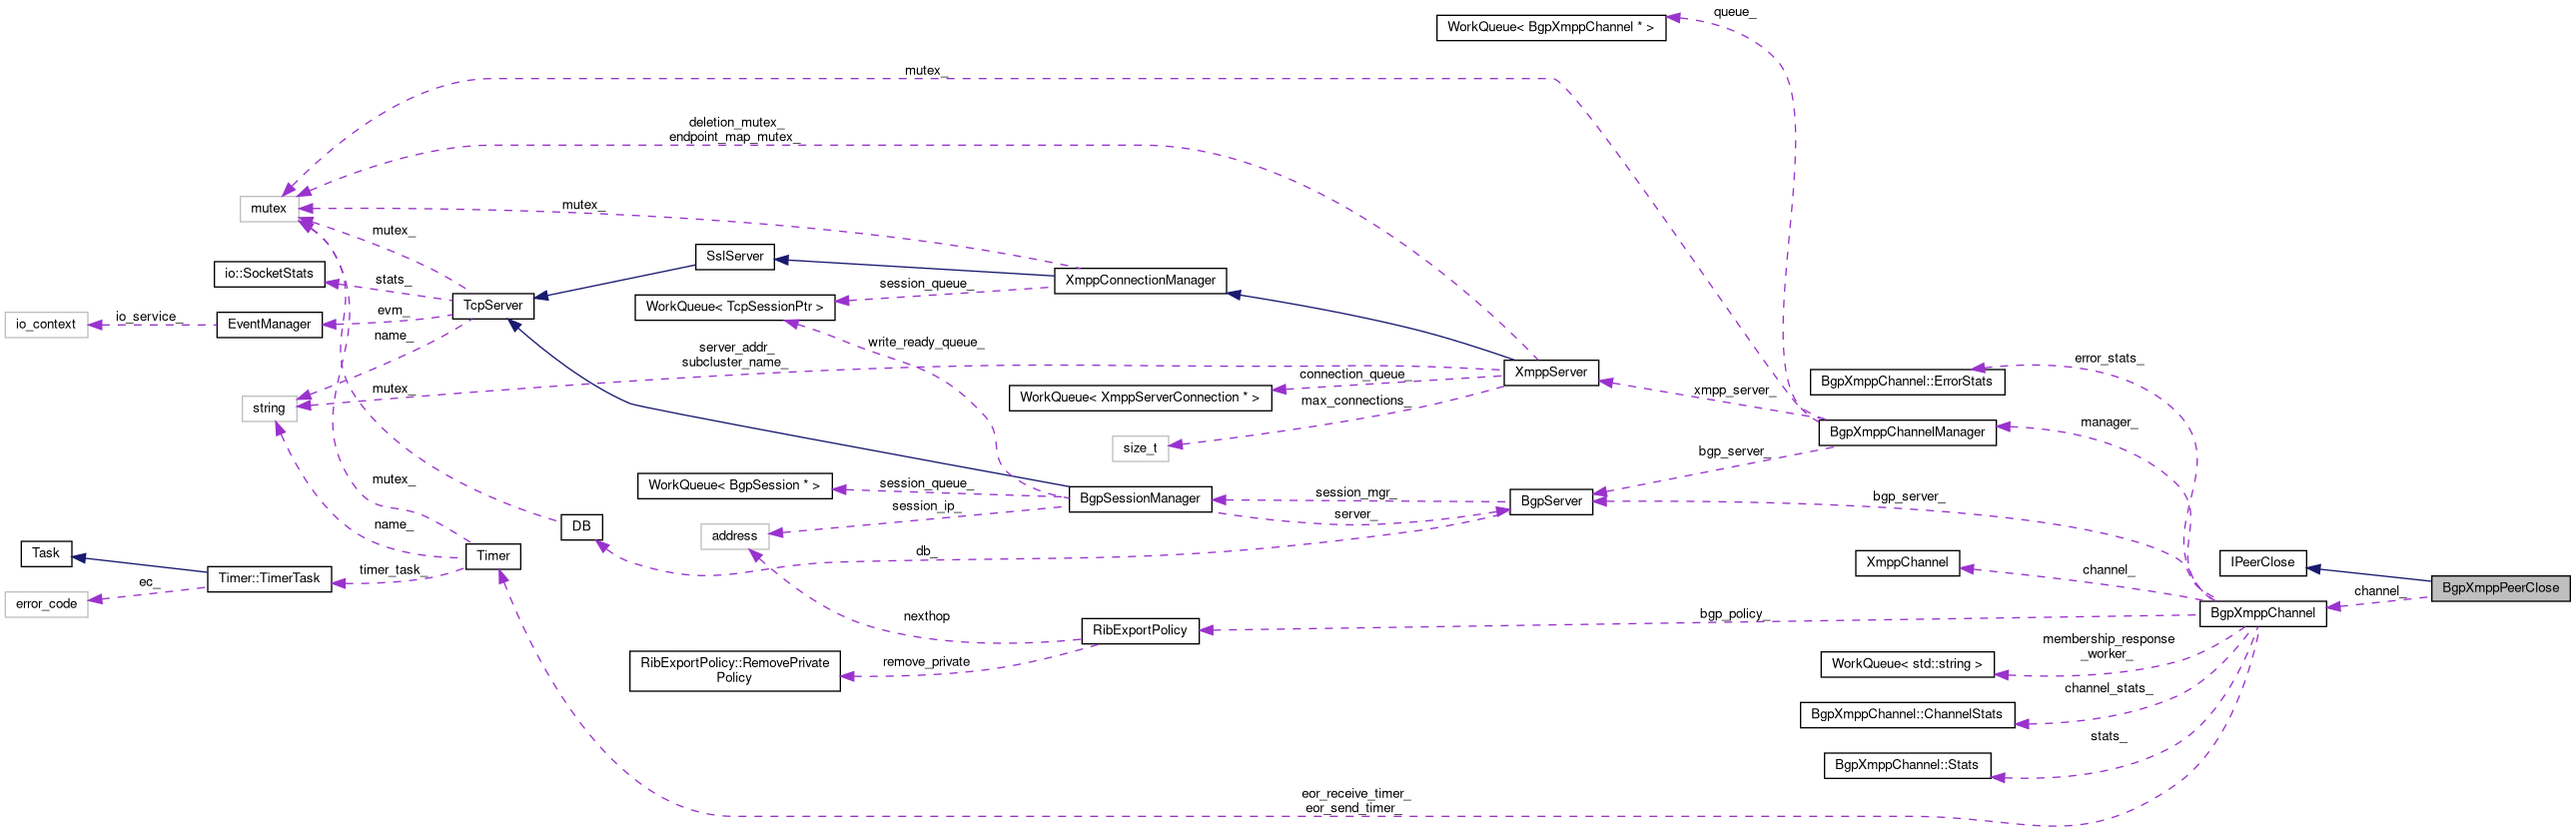 queue_
WorkQueue< BgpXmppChannel * >
mutex_
deletion_mutex_
endpoint_map_mutex_
mutex
mutex_
mutex_
SslServer
io::SocketStats
stats_
XmppConnectionManager
session_queue_
WorkQueue< TcpSessionPtr >
TcpServer
evm_
io_context
io_service_
EventManager
name_
server_addr_
subcluster_name_
write_ready_queue_
XmppServer
connection_queue_
WorkQueue< XmppServerConnection * >
max_connections_
size_t
error_stats_
BgpXmppChannel::ErrorStats
xmpp_server_
manager_
BgpXmppChannelManager
bgp_server_
string
mutex_
mutex_
WorkQueue< BgpSession * >
session_queue_
session_ip_
BgpSessionManager
session_mgr_
server_
BgpServer
bgp_server_
DB
address
db_
name_
Timer
Task
Timer::TimerTask
timer_task_
ec_
error_code
XmppChannel
channel_
IPeerClose
BgpXmppPeerClose
channel_
BgpXmppChannel
bgp_policy_
nexthop
RibExportPolicy
remove_private
RibExportPolicy::RemovePrivate
Policy
membership_response
_worker_
WorkQueue< std::string >
channel_stats_
BgpXmppChannel::ChannelStats
stats_
BgpXmppChannel::Stats
eor_receive_timer_
eor_send_timer_